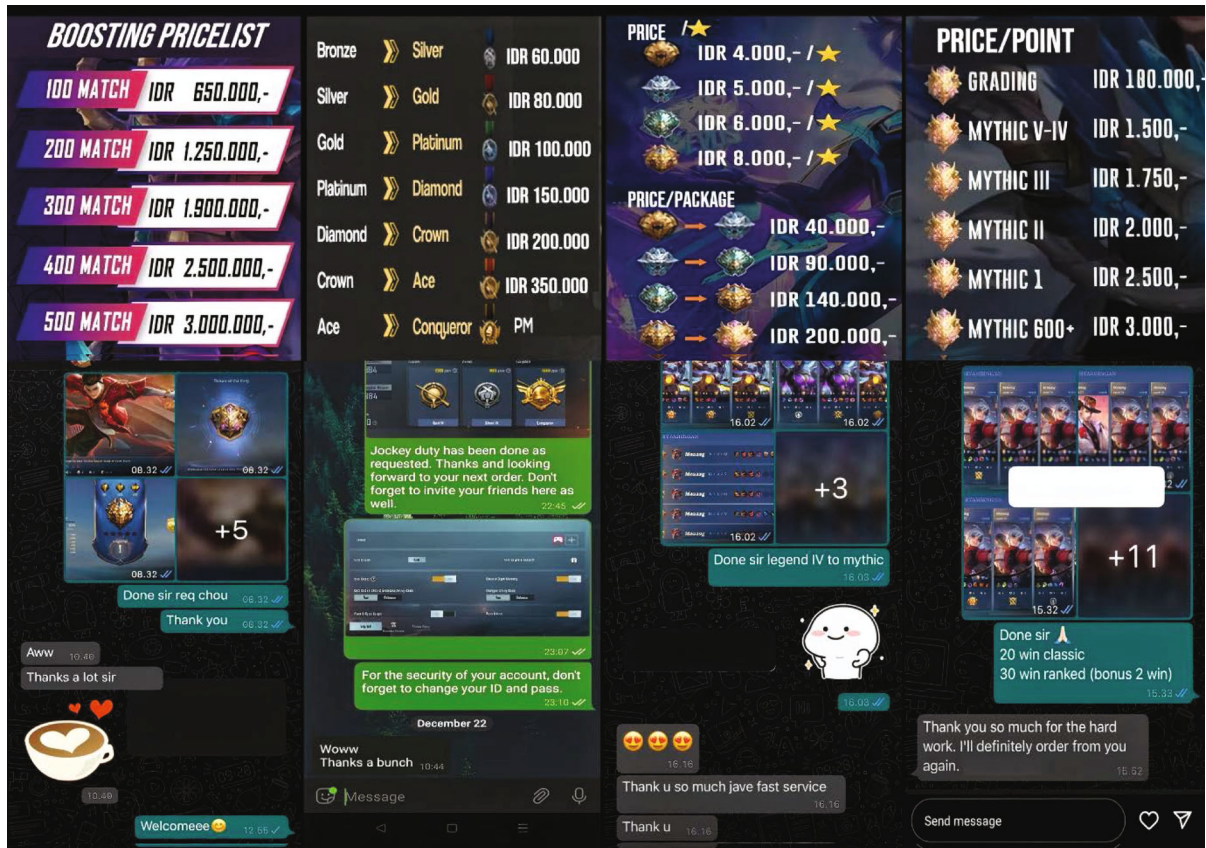 BOOSTING PRICELIST
100 MATCH IDR 650.000,-
200 MATCH IDR 1.250.000,-
300 MATCH IDR 1.900.000,-
400 MATCH IDR 2.500.000,-
500 MATCH IDR 3.000.000,-
Bronze Silver IDR 60.000
Silver Gold IDR 80.000
Gold Platinum IDR 100.000
Platinum Diamond IDR 150.000
Diamond Crown IDR 200.000
Crown Ace IDR 350.000
Ace Conqueror PM
PRICE /⭐
IDR 4.000,- /⭐
IDR 5.000,- /⭐
IDR 6.000,- /⭐
IDR 8.000,- /⭐
PRICE/PACKAGE
IDR 40.000,-
IDR 90.000,-
IDR 140.000,-
IDR 200.000,-
PRICE/POINT
GRADING IDR 180.000,-
MYTHIC V-IV IDR 1.500,-
MYTHIC III IDR 1.750,-
MYTHIC II IDR 2.000,-
MYTHIC 1 IDR 2.500,-
MYTHIC 600+ IDR 3.000,-
08.32
08.32
08.32
+5
Done sir req chou 08.32
Thank you 08.32
Aww 10.49
Thanks a lot sir
10.49
Welcomeee😊 12.55
Jockey duty has been done as
requested. Thanks and looking
forward to your next order. Don't
forget to invite your friends here as
well. 22:45
23:07
For the security of your account, don't
forget to change your ID and pass.
23:10
December 22
Woww
Thanks a bunch 10:44
Message
16.02
16.02
16.02
+3
Done sir legend IV to mythic
16.03
16.03
😍😍😍
16.16
Thank u so much jave fast service
16.16
Thank u 16.16
15.32
+11
Done sir 🙏🏻
20 win classic
30 win ranked (bonus 2 win)
15.33
Thank you so much for the hard
work. I'll definitely order from you
again. 15.52
Send message